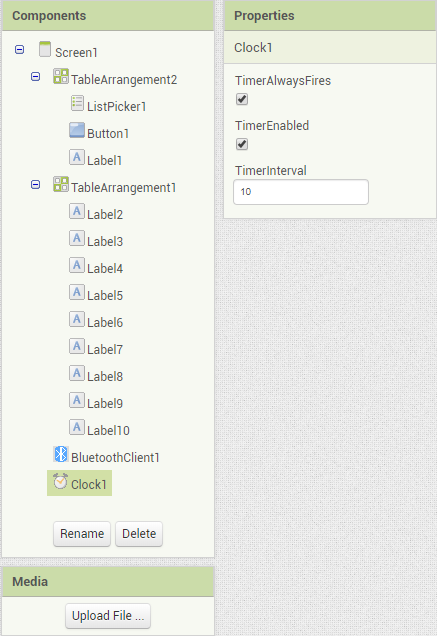 Components
Screen1
TableArrangement2
ListPicker1
Button1
A Label1
TableArrangement1
A Label2
A Label3
A Label4
A Label5
A Label6
A Label7
A Label8
A Label9
A Label10
BluetoothClient1
Clock1
Rename Delete
Media
Upload File ...
Properties
Clock1
TimerAlwaysFires
TimerEnabled
TimerInterval
10